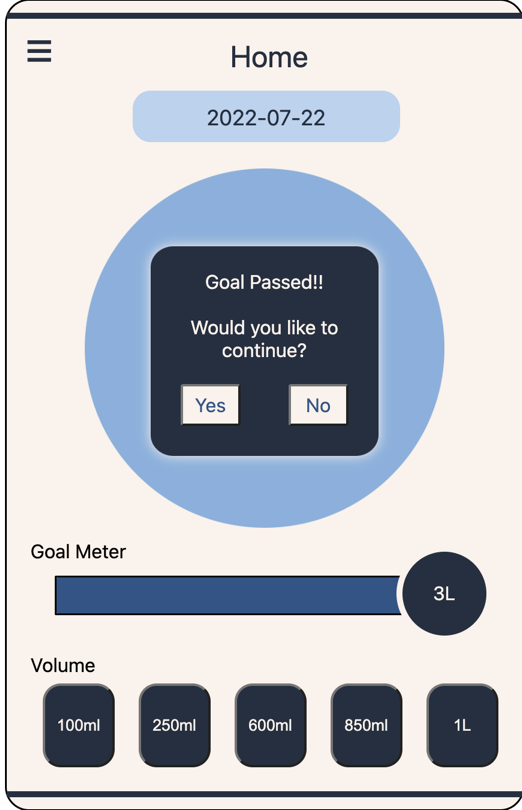 Home
2022-07-22
Goal Passed!!
Would you like to
continue?
Yes No
Goal Meter
3L
Volume
100ml 250ml 600ml 850ml 1L